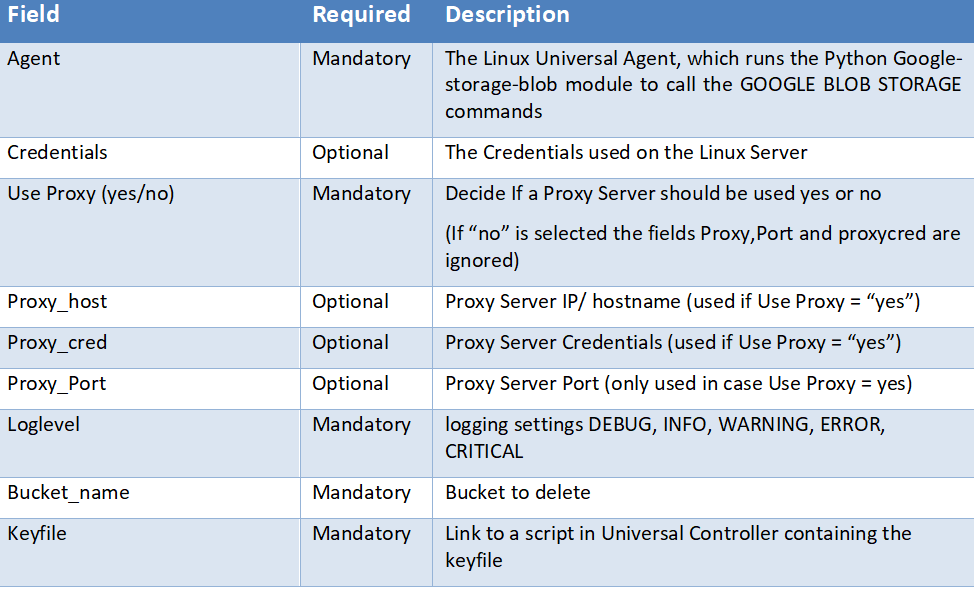 Field Required Description
Agent Mandatory The Linux Universal Agent, which runs the Python Google-
storage-blob module to call the GOOGLE BLOB STORAGE
commands
Credentials Optional The Credentials used on the Linux Server
Use Proxy (yes/no) Mandatory Decide If a Proxy Server should be used yes or no
(If “no” is selected the fields Proxy,Port and proxycred are
ignored)
Proxy_host Optional Proxy Server IP/ hostname (used if Use Proxy = “yes”)
Proxy_cred Optional Proxy Server Credentials (used if Use Proxy = “yes”)
Proxy_Port Optional Proxy Server Port (only used in case Use Proxy = yes)
Loglevel Mandatory logging settings DEBUG, INFO, WARNING, ERROR,
CRITICAL
Bucket_name Mandatory Bucket to delete
Keyfile Mandatory Link to a script in Universal Controller containing the
keyfile